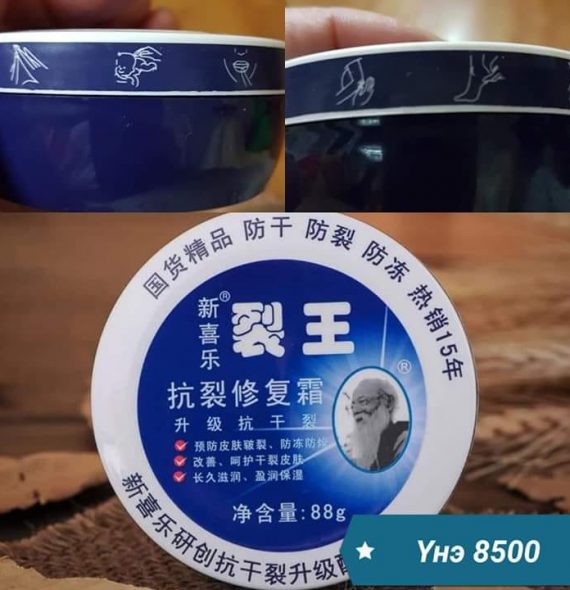 国货精品 防干 防裂 防冻 热销15年
新喜乐®
裂王
®
抗裂修复霜
升级抗干裂
预防皮肤皲裂、防冻防
改善、呵护干裂皮肤
长久滋润、盈润保湿
净含量:88g
新喜乐研创抗干裂升级
★ Үнэ 8500